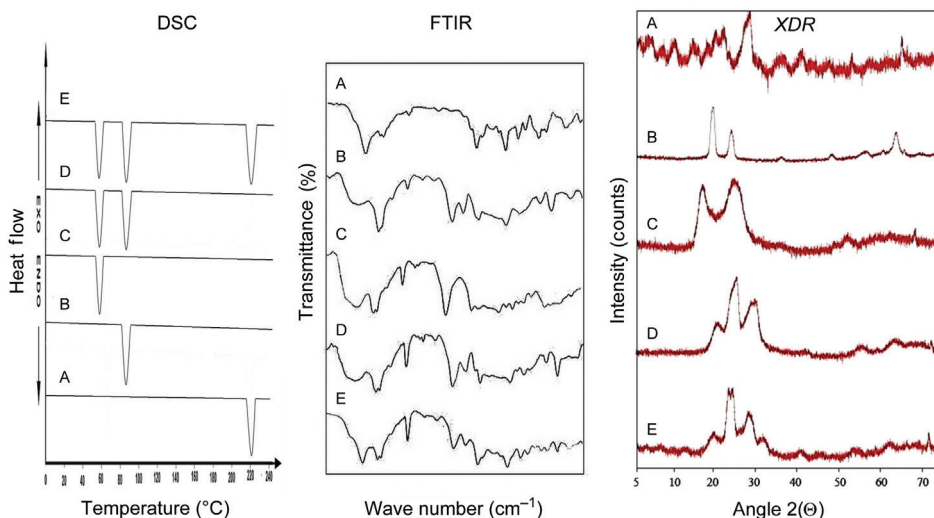 DSC
E
D
C
B
A
EXO
ENDO
Heat flow
0 20 40 60 80 100 120 140 160 180 200 220 240
Temperature (°C)
FTIR
A
B
C
D
E
Transmittance (%)
Wave number (cm⁻¹)
XDR
A
B
C
D
E
Intensity (counts)
5 10 20 30 40 50 60 70
Angle 2(Θ)